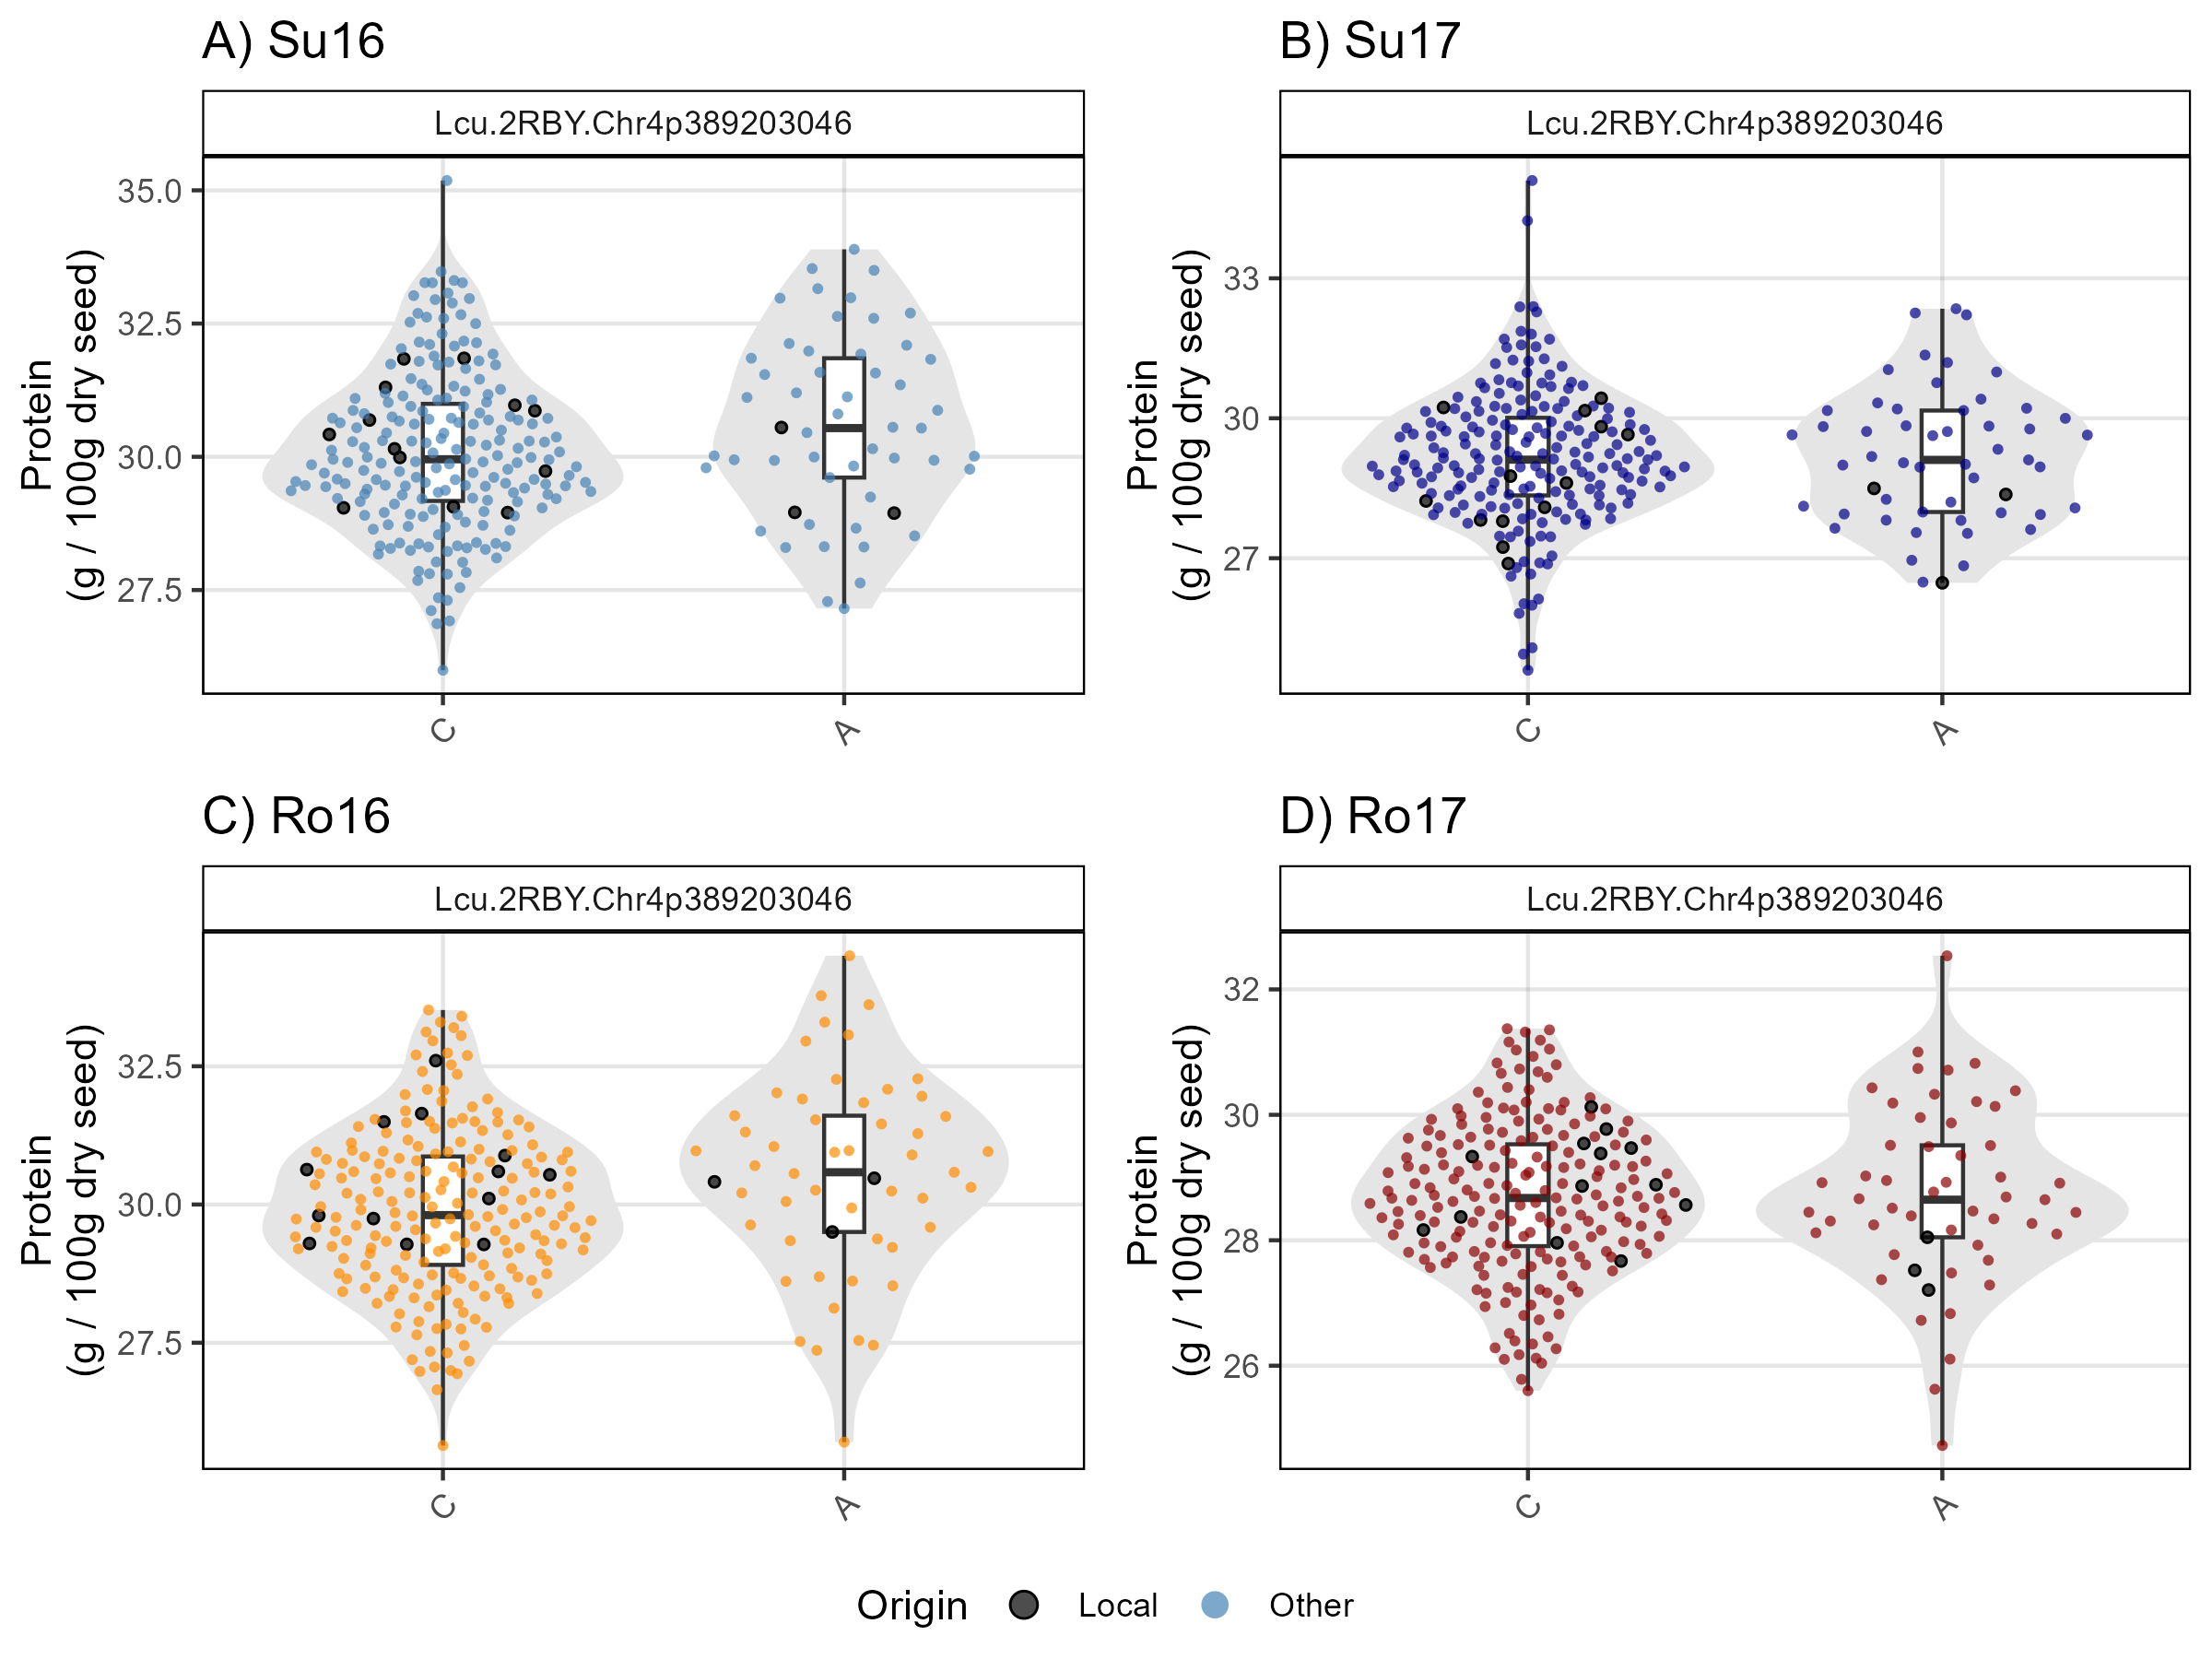 A) Su16
Lcu.2RBY.Chr4p389203046
Protein
(g / 100g dry seed)
35.0
32.5
30.0
27.5
C
A
B) Su17
Lcu.2RBY.Chr4p389203046
Protein
(g / 100g dry seed)
33
30
27
C
A
C) Ro16
Lcu.2RBY.Chr4p389203046
Protein
(g / 100g dry seed)
32.5
30.0
27.5
C
A
D) Ro17
Lcu.2RBY.Chr4p389203046
Protein
(g / 100g dry seed)
32
30
28
26
C
A
Origin Local Other